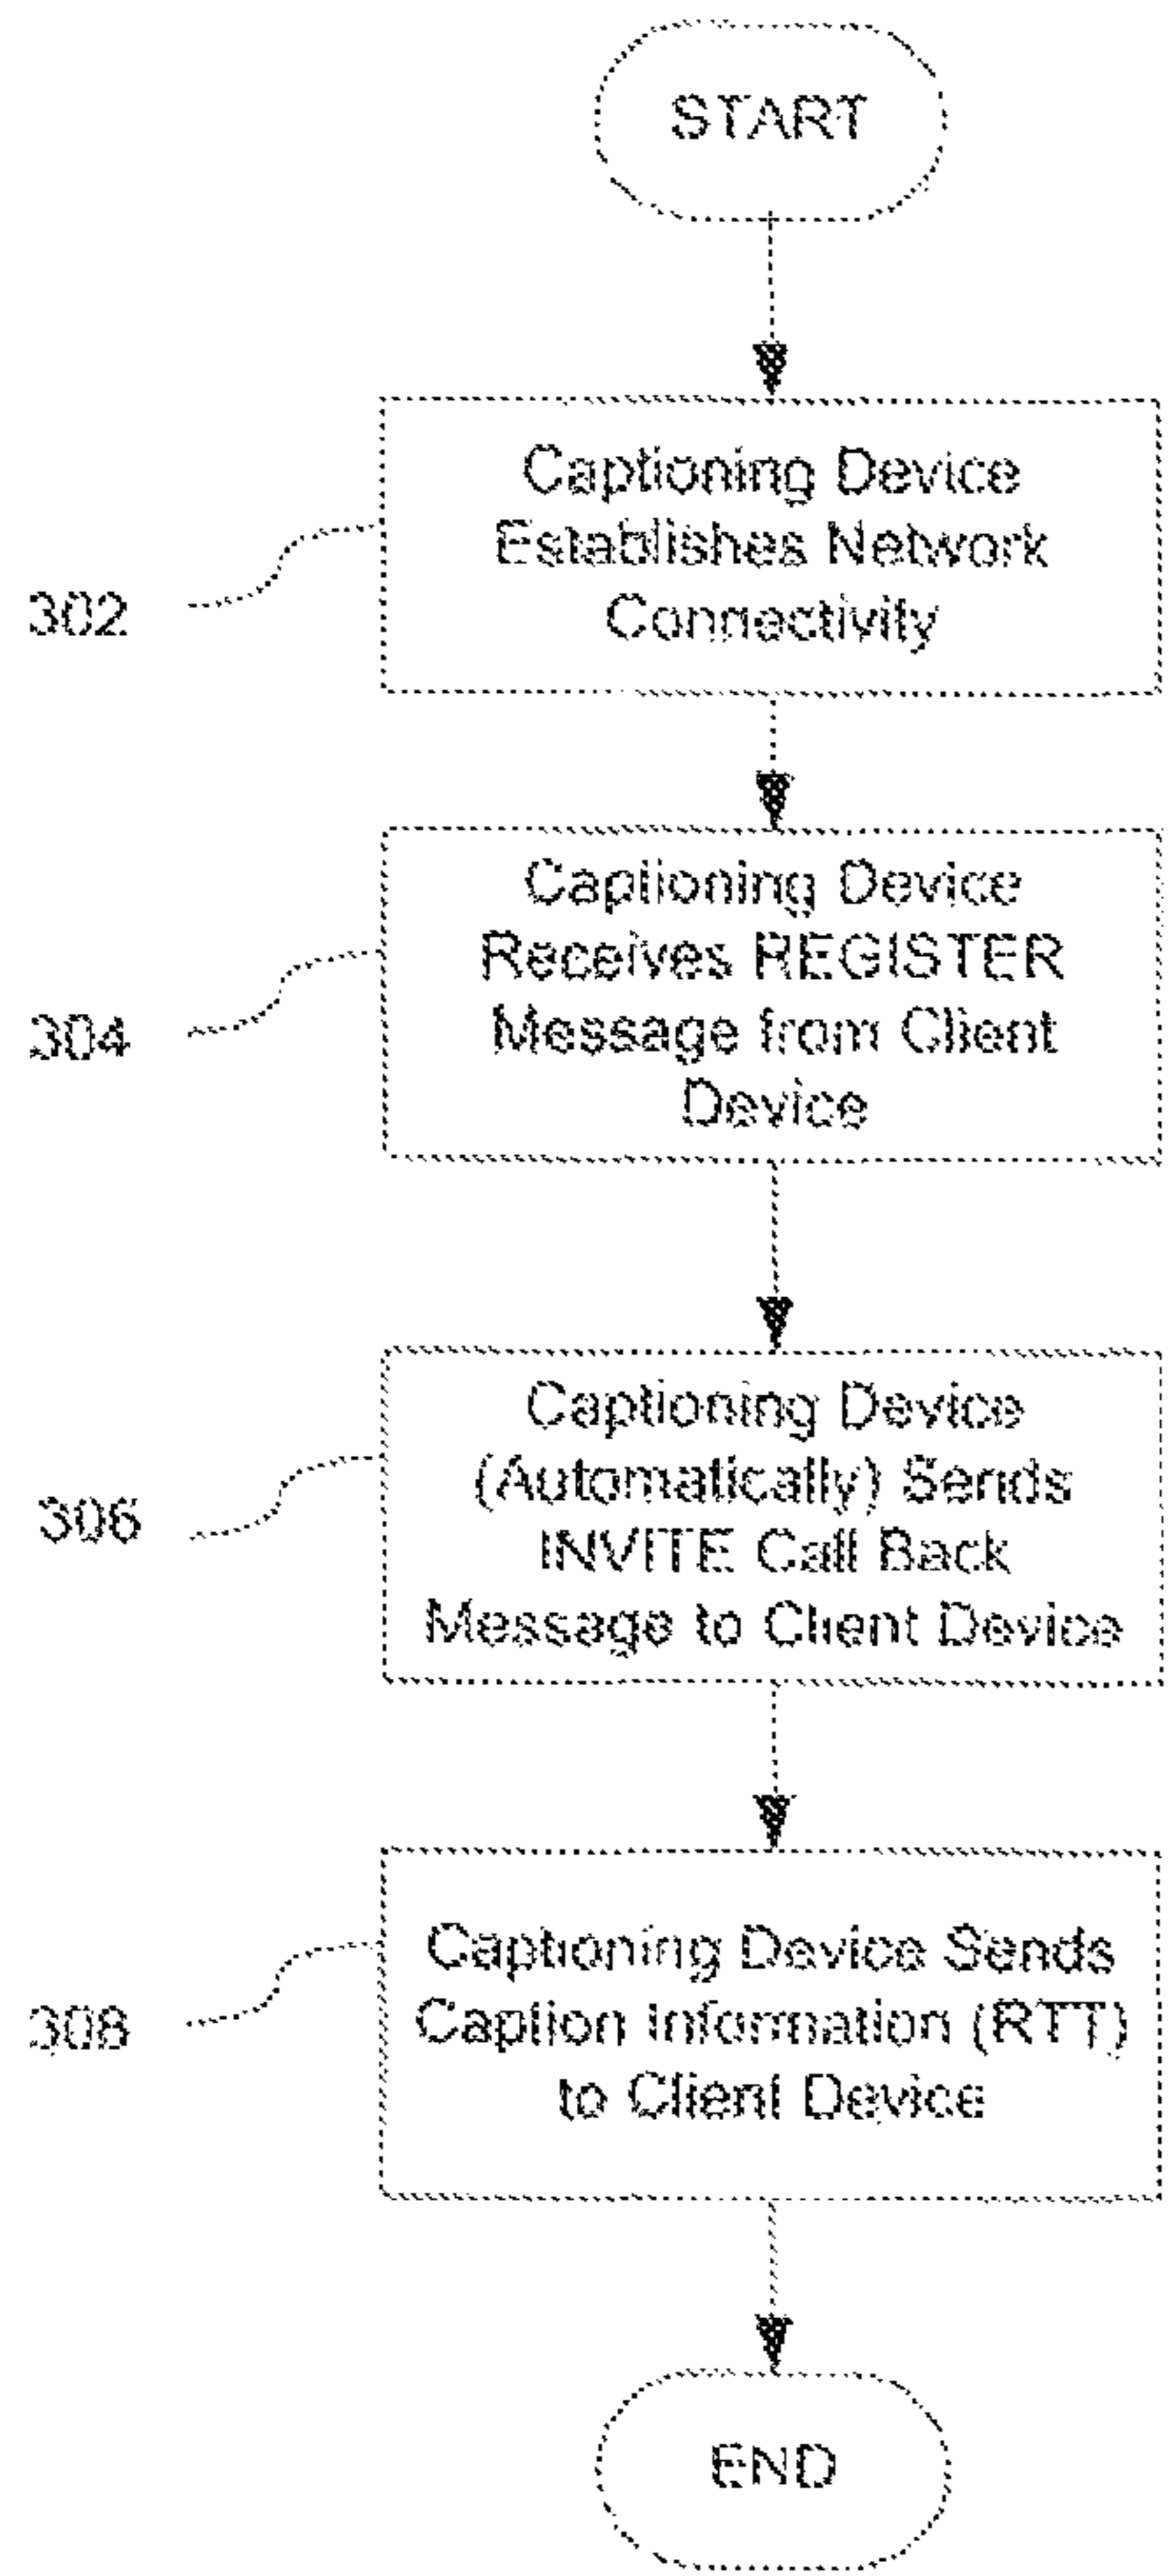 START
302
Captioning Device
Establishes Network
Connectivity
304
Captioning Device
Receives REGISTER
Message from Client
Device
306
Captioning Device
(Automatically) Sends
INVITE Call Back
Message to Client Device
308
Captioning Device Sends
Caption Information (RTT)
to Client Device
END